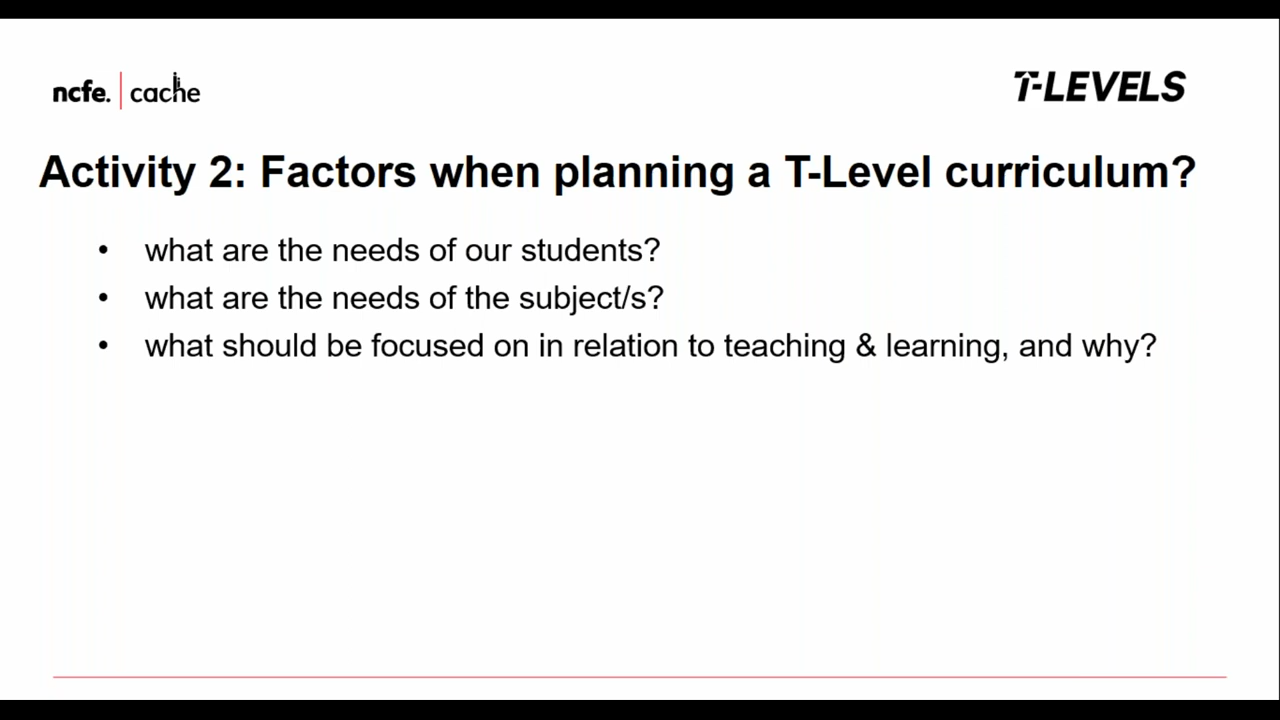 ncfe. cache
T-LEVELS
Activity 2: Factors when planning a T-Level curriculum?
• what are the needs of our students?
• what are the needs of the subject/s?
• what should be focused on in relation to teaching & learning, and why?